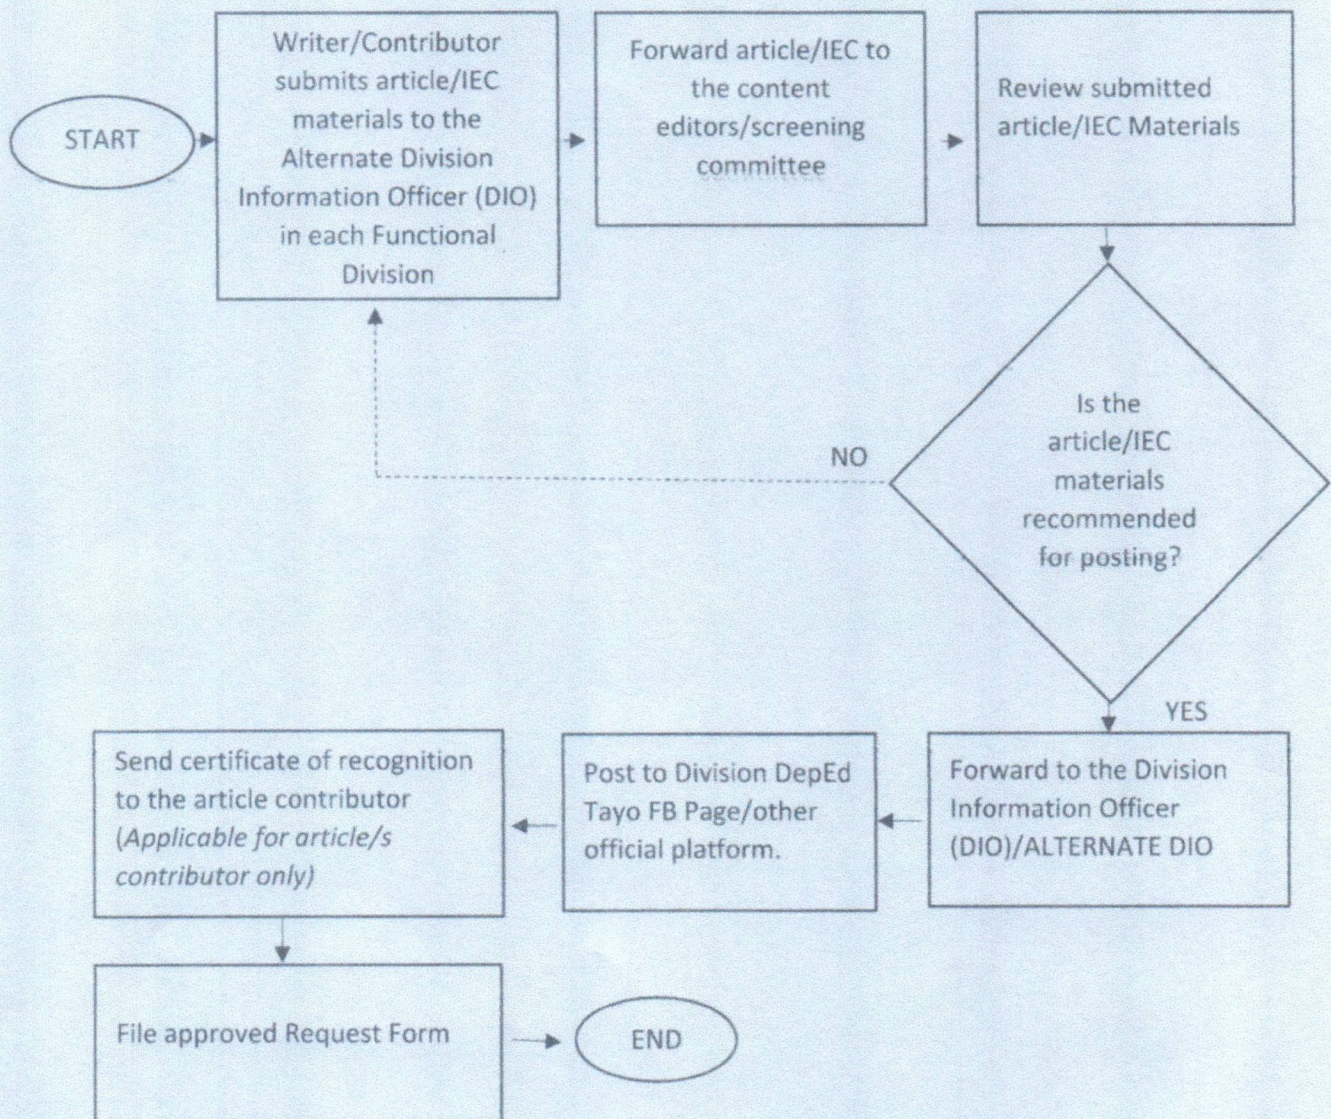 START
Writer/Contributor
submits article/IEC
materials to the
Alternate Division
Information Officer (DIO)
in each Functional
Division
Forward article/IEC to
the content
editors/screening
committee
Review submitted
article/IEC Materials
Is the
article/IEC
materials
recommended
for posting?
NO
YES
Forward to the Division
Information Officer
(DIO)/ALTERNATE DIO
Post to Division DepEd
Tayo FB Page/other
official platform.
Send certificate of recognition
to the article contributor
(Applicable for article/s
contributor only)
File approved Request Form
END